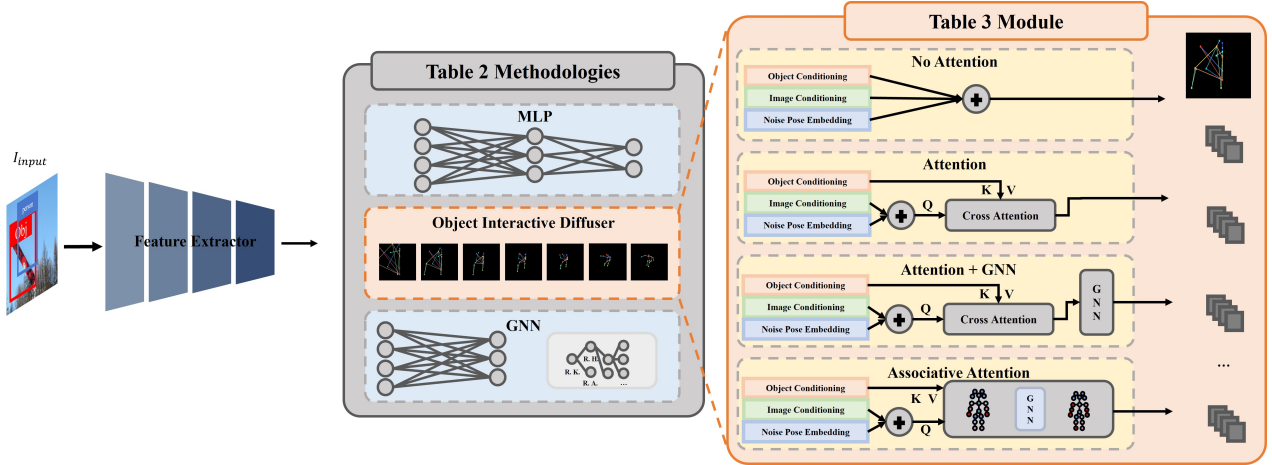 I_input
person
Obj
Feature Extractor
Table 2 Methodologies
MLP
Object Interactive Diffuser
GNN
R. H.
R. K.
R. A.
...
Table 3 Module
No Attention
Object Conditioning
Image Conditioning
Noise Pose Embedding
Attention
Object Conditioning
Image Conditioning
Noise Pose Embedding
K V
Q
Cross Attention
Attention + GNN
Object Conditioning
Image Conditioning
Noise Pose Embedding
K V
Q
Cross Attention
G
N
N
Associative Attention
Object Conditioning
Image Conditioning
Noise Pose Embedding
K V
Q
G
N
N
...